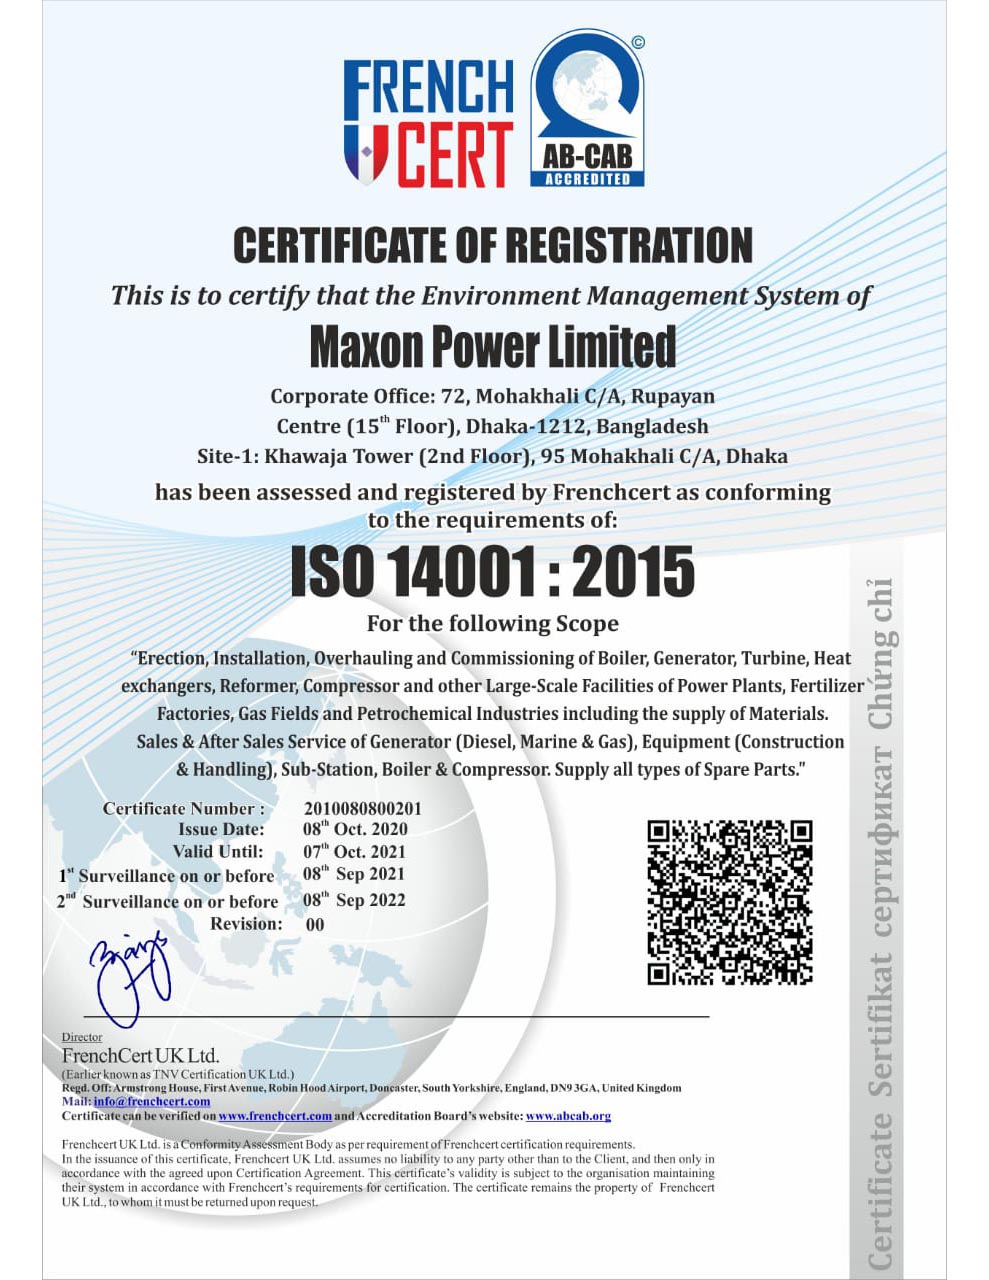 FRENCH
CERT
©
AB-CAB
ACCREDITED
CERTIFICATE OF REGISTRATION
This is to certify that the Environment Management System of
Maxon Power Limited
Corporate Office: 72, Mohakhali C/A, Rupayan
Centre (15th Floor), Dhaka-1212, Bangladesh
Site-1: Khawaja Tower (2nd Floor), 95 Mohakhali C/A, Dhaka
has been assessed and registered by Frenchcert as conforming
to the requirements of:
ISO 14001 : 2015
For the following Scope
“Erection, Installation, Overhauling and Commissioning of Boiler, Generator, Turbine, Heat
exchangers, Reformer, Compressor and other Large-Scale Facilities of Power Plants, Fertilizer
Factories, Gas Fields and Petrochemical Industries including the supply of Materials.
Sales & After Sales Service of Generator (Diesel, Marine & Gas), Equipment (Construction
& Handling), Sub-Station, Boiler & Compressor. Supply all types of Spare Parts."
Certificate Number : 2010080800201
Issue Date: 08th Oct. 2020
Valid Until: 07th Oct. 2021
1st Surveillance on or before 08th Sep 2021
2nd Surveillance on or before 08th Sep 2022
Revision: 00
Director
FrenchCert UK Ltd.
(Earlier known as TNV Certification UK Ltd.)
Regd. Off: Armstrong House, First Avenue, Robin Hood Airport, Doncaster, South Yorkshire, England, DN9 3GA, United Kingdom
Mail: info@frenchcert.com
Certificate can be verified on www.frenchcert.com and Accreditation Board's website: www.abcab.org
Frenchcert UK Ltd. is a Conformity Assessment Body as per requirement of Frenchcert certification requirements.
In the issuance of this certificate, Frenchcert UK Ltd. assumes no liability to any party other than to the Client, and then only in
accordance with the agreed upon Certification Agreement. This certificate's validity is subject to the organisation maintaining
their system in accordance with Frenchcert's requirements for certification. The certificate remains the property of Frenchcert
UK Ltd., to whom it must be returned upon request.
Certificate Sertifikat сертификат Chứng chỉ